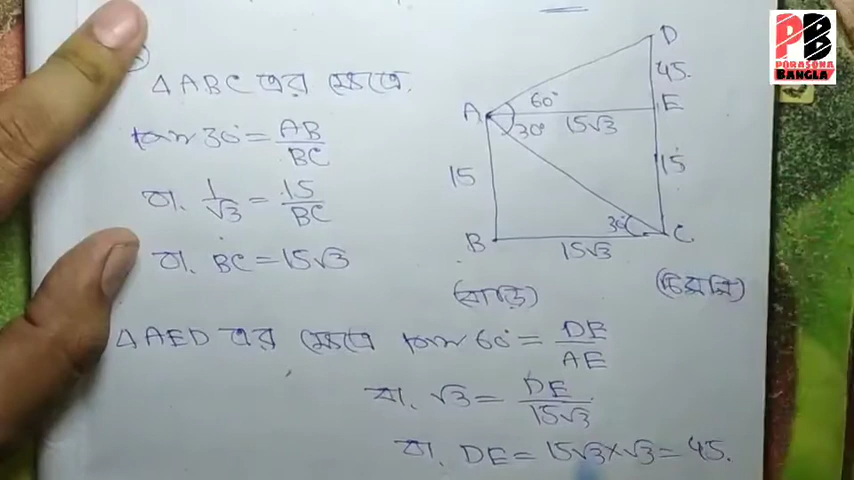 PB
PORASONA
BANGLA
ΔABC এর ক্ষেত্রে,
tan 30° = AB/BC
বা, 1/√3 = 15/BC
বা, BC = 15√3
D
45
A
60°
E
30°
15√3
15
15
30°
B
C
15√3
(বাড়ি)
(চিমনি)
ΔAED এর ক্ষেত্রে tan 60° = DE/AE
বা, √3 = DE/15√3
বা, DE = 15√3×√3 = 45.